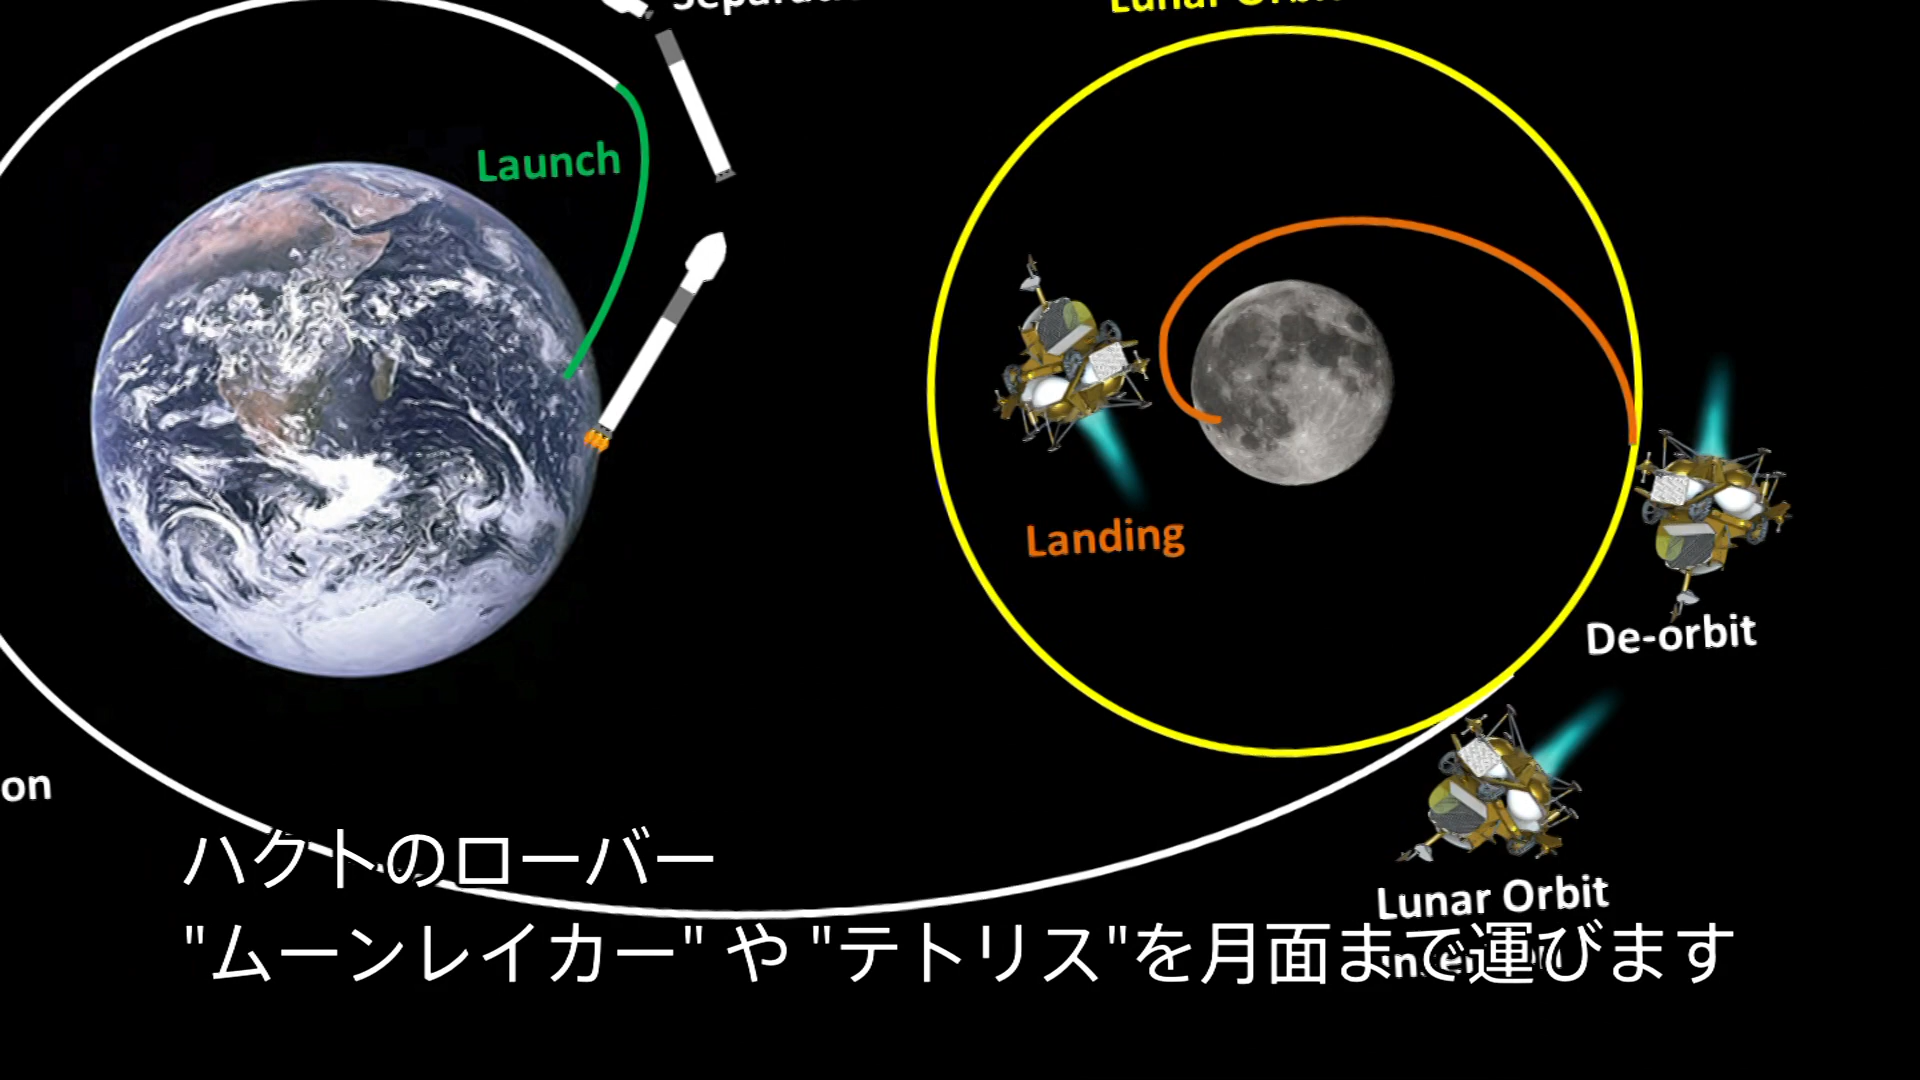 Launch
Landing
De-orbit
Lunar Orbit
ハクトのローバー
"ムーンレイカー" や "テトリス"を月面まで運びます